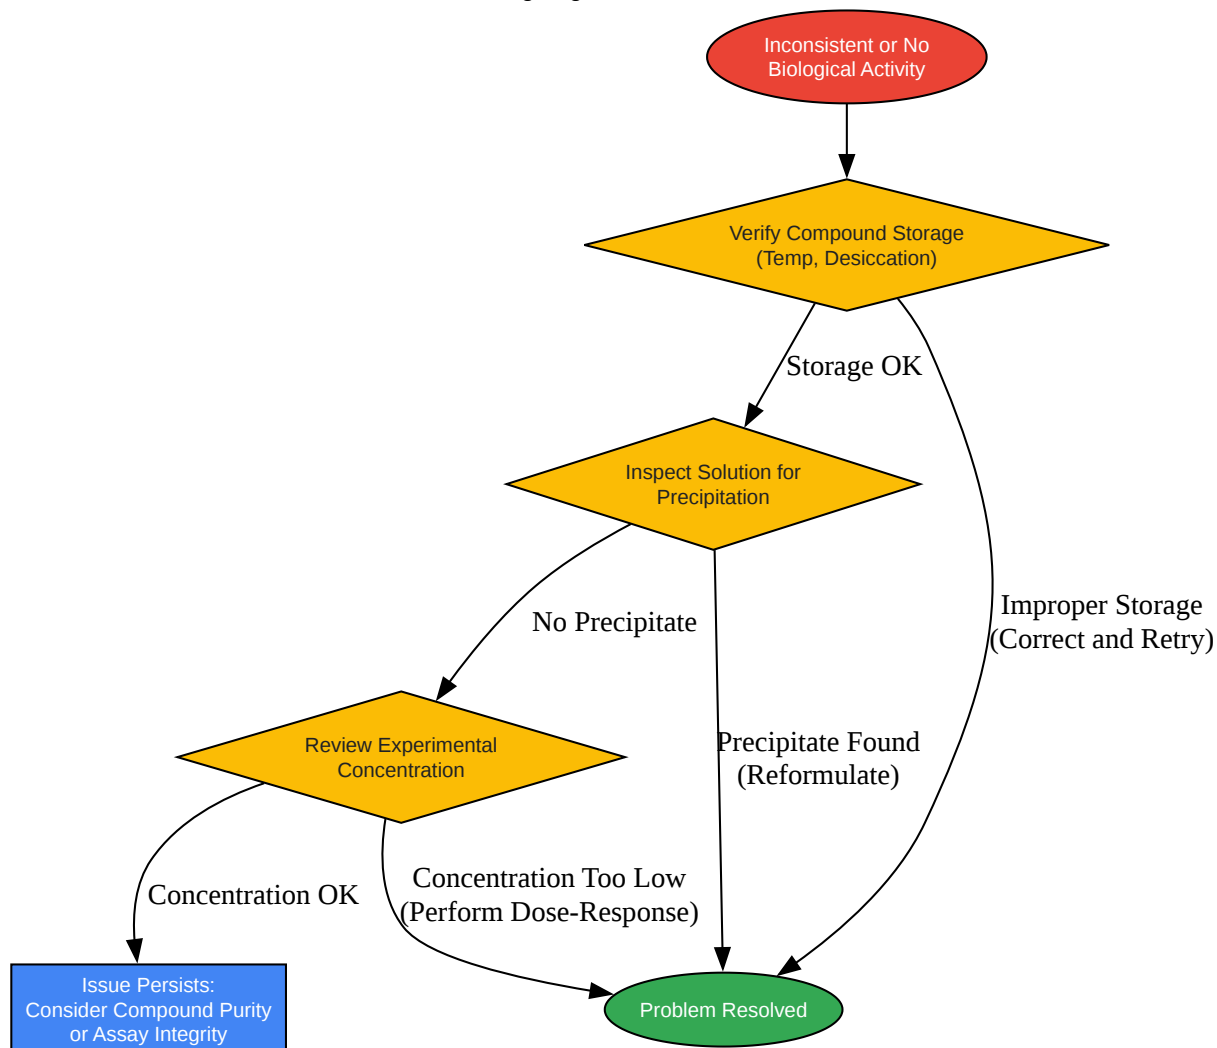 Inconsistent or No
Biological Activity
Verify Compound Storage
(Temp, Desiccation)
Storage OK
Inspect Solution for
Precipitation
Improper Storage
(Correct and Retry)
No Precipitate
Review Experimental
Concentration
Precipitate Found
(Reformulate)
Concentration OK
Concentration Too Low
(Perform Dose-Response)
Issue Persists:
Consider Compound Purity
or Assay Integrity
Problem Resolved